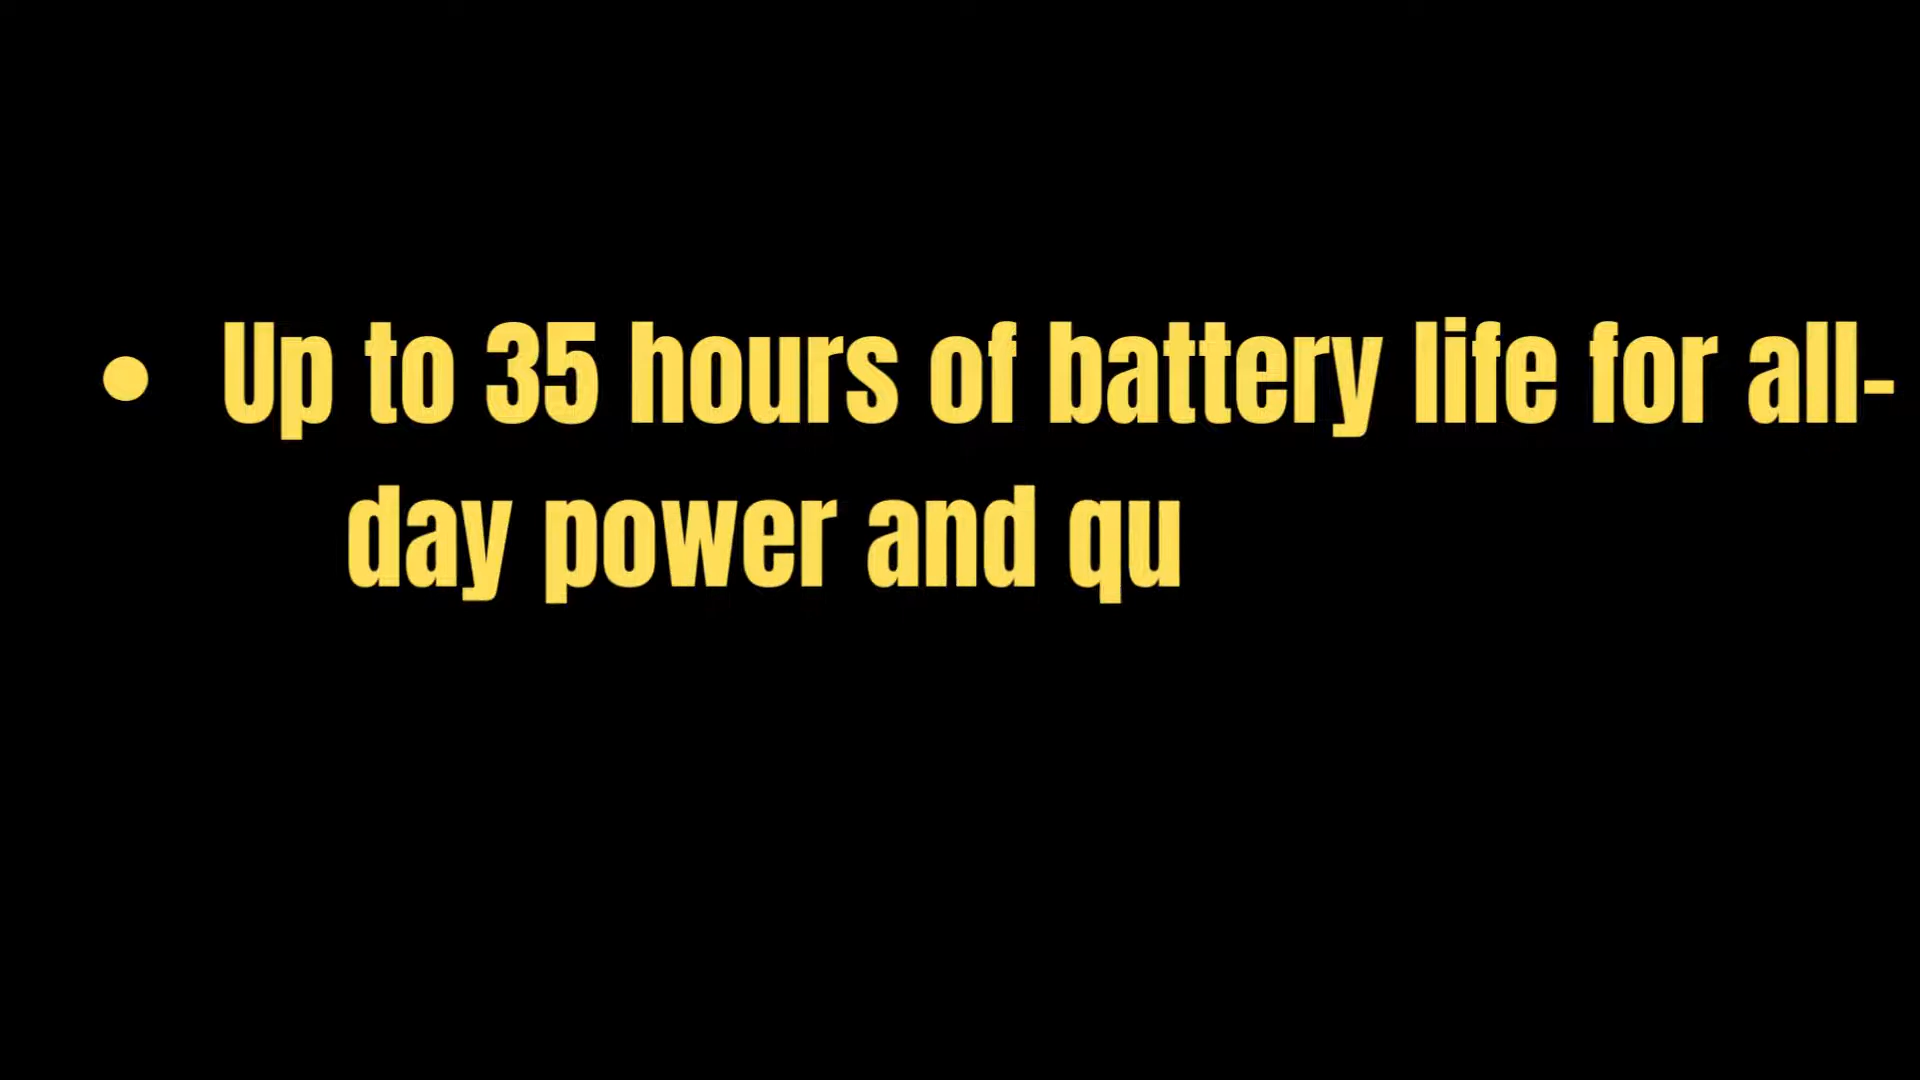 • Up to 35 hours of battery life for all-
day power and qu